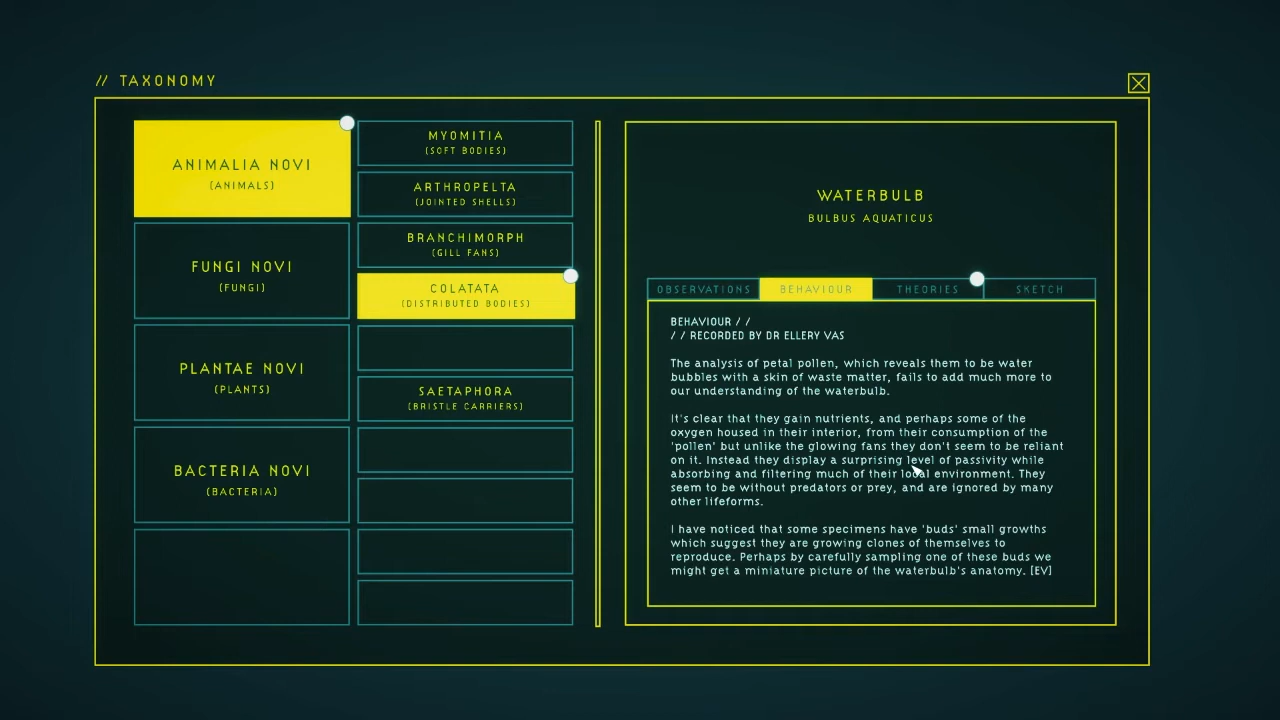 // TAXONOMY
ANIMALIA NOVI
(ANIMALS)
FUNGI NOVI
(FUNGI)
PLANTAE NOVI
(PLANTS)
BACTERIA NOVI
(BACTERIA)
MYOMITIA
(SOFT BODIES)
ARTHROPELTA
(JOINTED SHELLS)
BRANCHIMORPH
(GILL FANS)
COLATATA
(DISTRIBUTED BODIES)
SAETAPHORA
(BRISTLE CARRIERS)
WATERBULB
BULBUS AQUATICUS
OBSERVATIONS
BEHAVIOUR
THEORIES
SKETCH
BEHAVIOUR / /
/ / RECORDED BY DR ELLERY VAS
The analysis of petal pollen, which reveals them to be water
bubbles with a skin of waste matter, fails to add much more to
our understanding of the waterbulb.
It's clear that they gain nutrients, and perhaps some of the
oxygen housed in their interior, from their consumption of the
'pollen' but unlike the glowing fans they don't seem to be reliant
on it. Instead they display a surprising level of passivity while
absorbing and filtering much of their local environment. They
seem to be without predators or prey, and are ignored by many
other lifeforms.
I have noticed that some specimens have 'buds' small growths
which suggest they are growing clones of themselves to
reproduce. Perhaps by carefully sampling one of these buds we
might get a miniature picture of the waterbulb's anatomy. [EV]